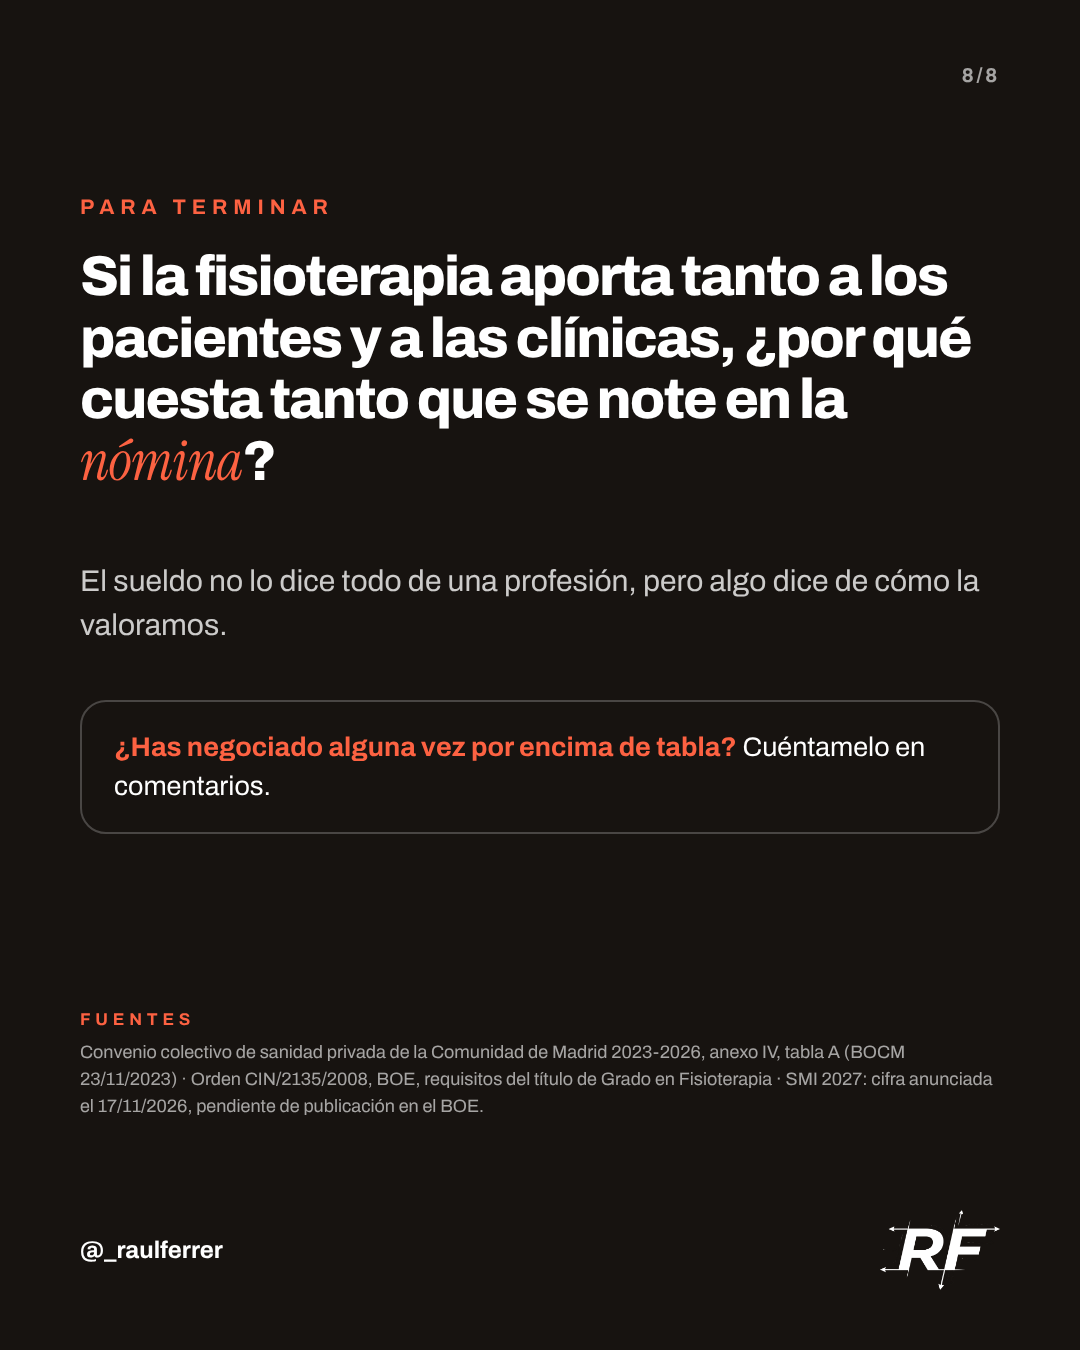 8/8
PARA TERMINAR
Si la fisioterapia aporta tanto a los
pacientes y a las clínicas, ¿por qué
cuesta tanto que se note en la
nómina?
El sueldo no lo dice todo de una profesión, pero algo dice de cómo la
valoramos.
¿Has negociado alguna vez por encima de tabla? Cuéntamelo en
comentarios.
FUENTES
Convenio colectivo de sanidad privada de la Comunidad de Madrid 2023-2026, anexo IV, tabla A (BOCM
23/11/2023) · Orden CIN/2135/2008, BOE, requisitos del título de Grado en Fisioterapia · SMI 2027: cifra anunciada
el 17/11/2026, pendiente de publicación en el BOE.
@_raulferrer
RF